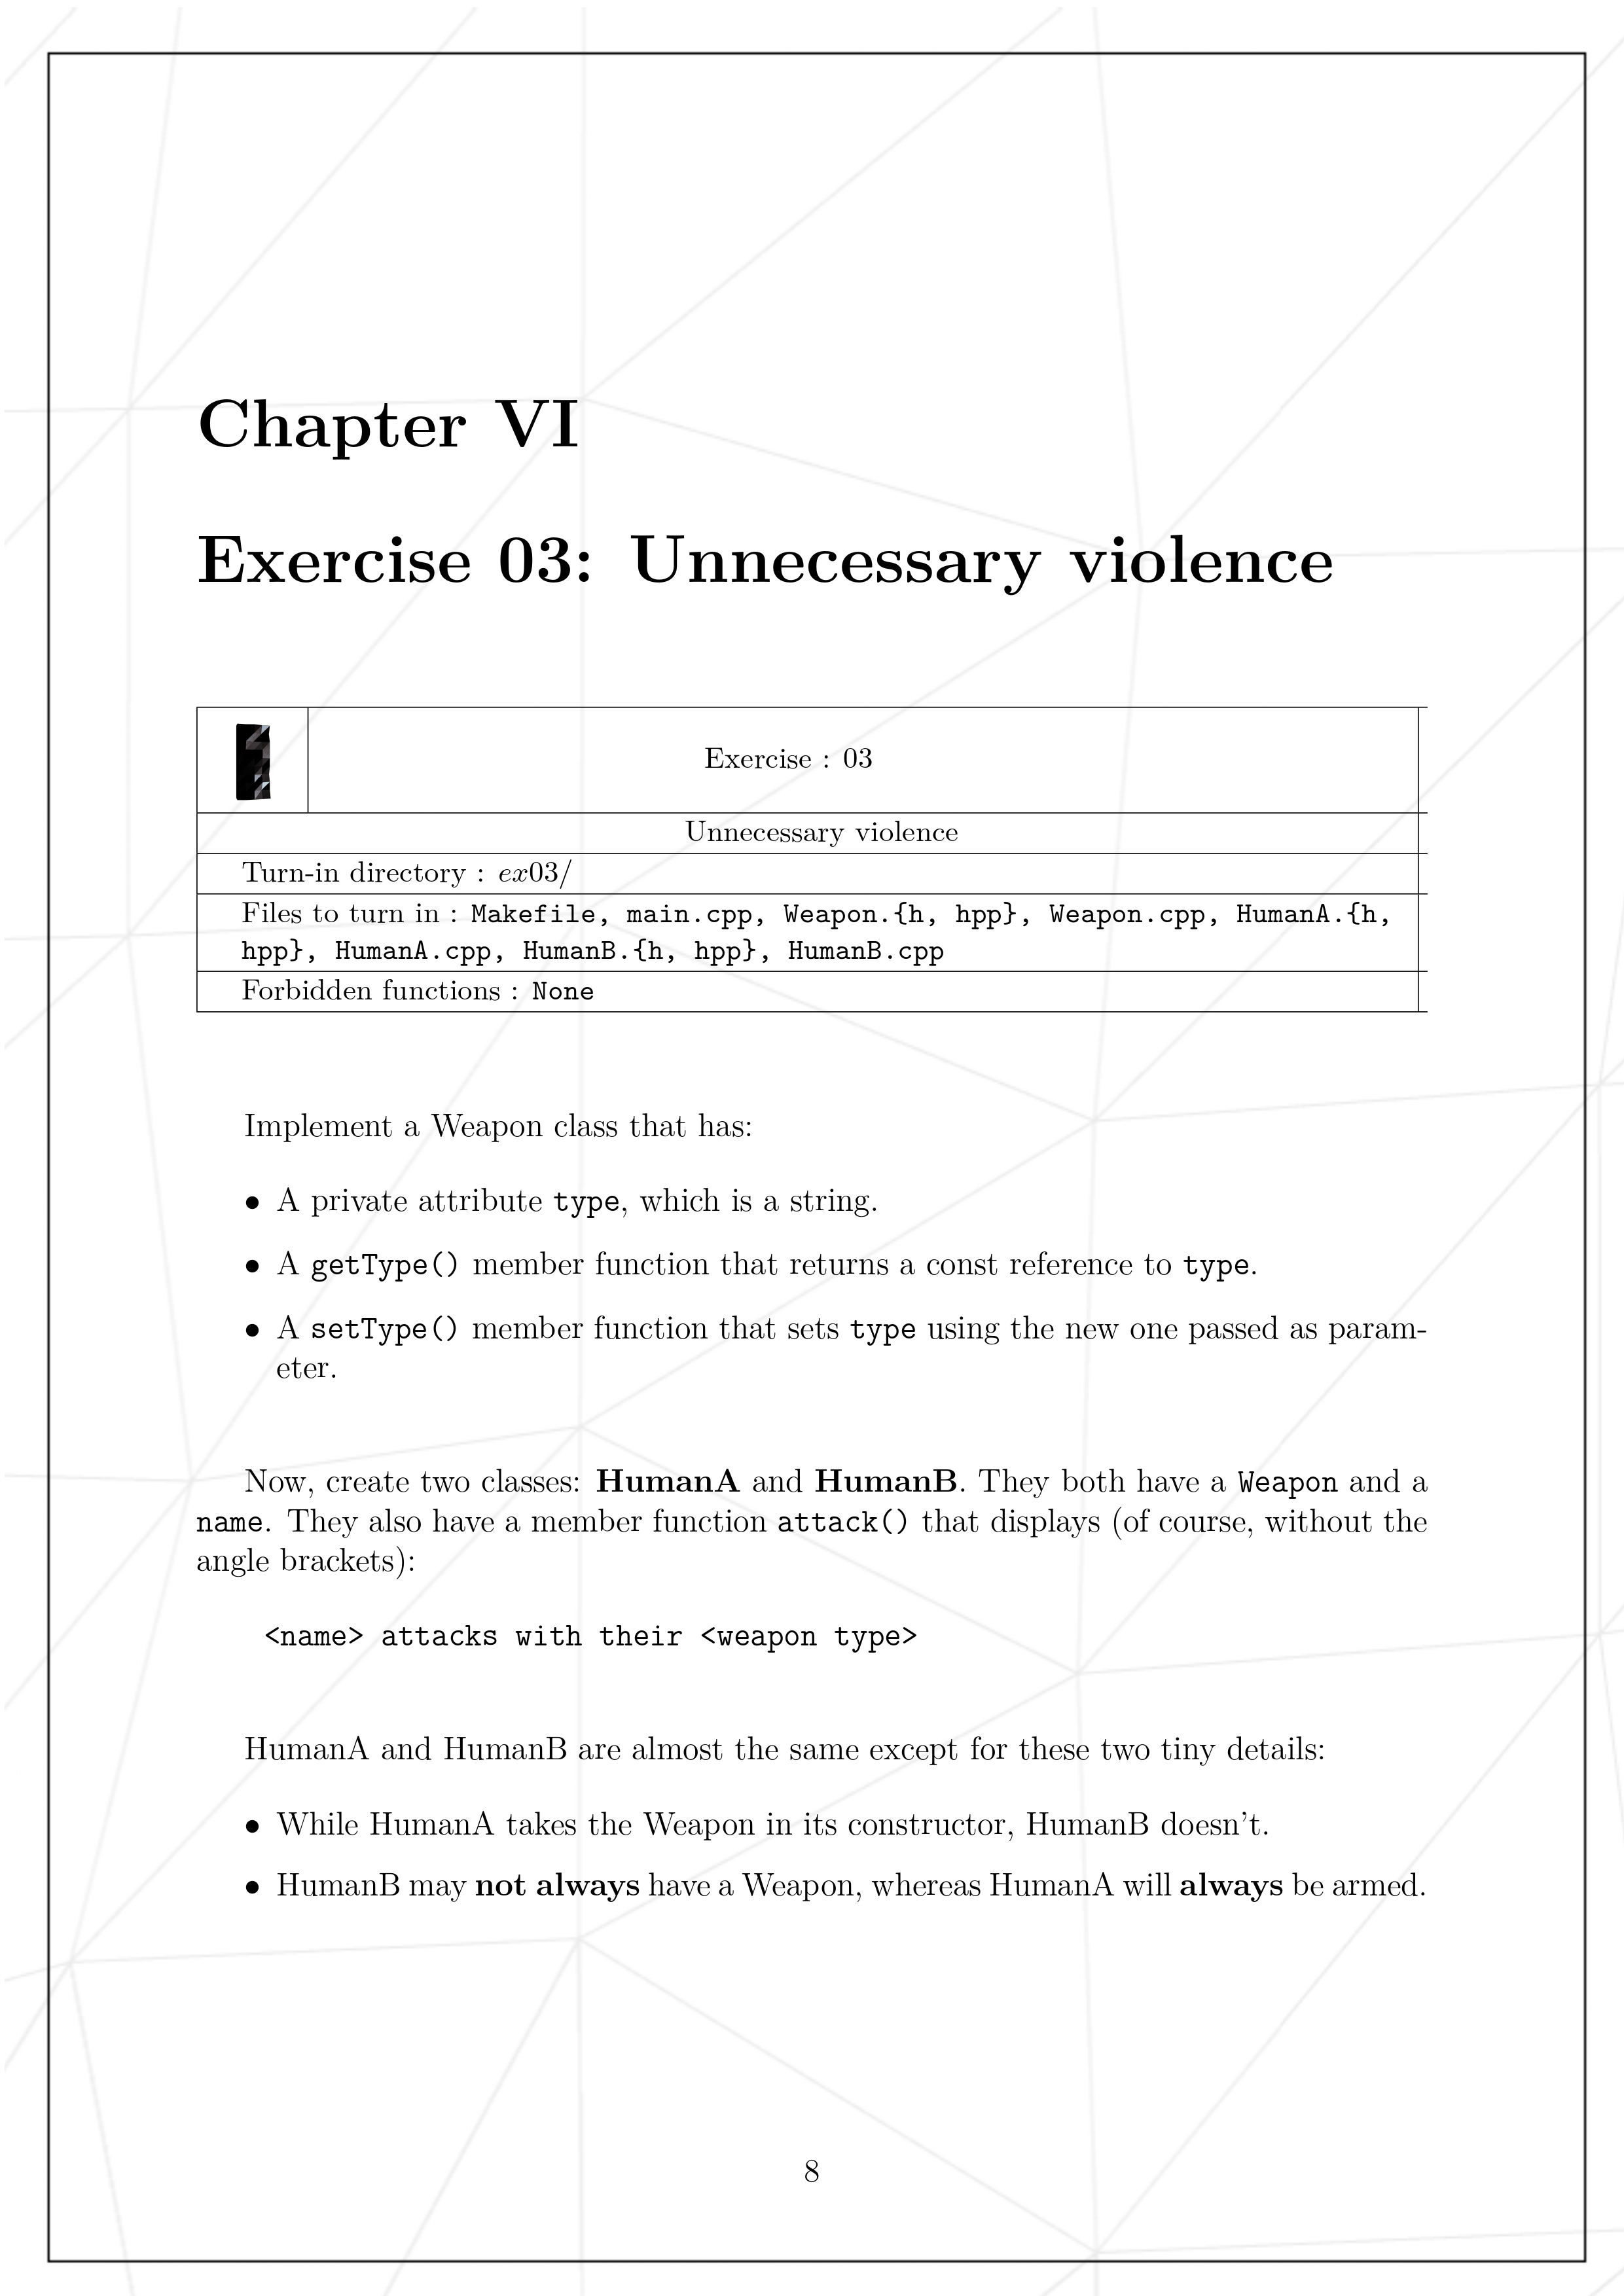 Chapter VI
Exercise 03: Unnecessary violence
Exercise : 03
Unnecessary violence
Turn-in directory : ex03/
Files to turn in : Makefile, main.cpp, Weapon.{h, hpp}, Weapon.cpp, HumanA.{h,
hpp}, HumanA.cpp, HumanB.{h, hpp}, HumanB.cpp
Forbidden functions : None
Implement a Weapon class that has:
• A private attribute type, which is a string.
• A getType() member function that returns a const reference to type.
• A setType() member function that sets type using the new one passed as param-
eter.
Now, create two classes: HumanA and HumanB. They both have a Weapon and a
name. They also have a member function attack() that displays (of course, without the
angle brackets):
<name> attacks with their <weapon type>
HumanA and HumanB are almost the same except for these two tiny details:
• While HumanA takes the Weapon in its constructor, HumanB doesn't.
• HumanB may not always have a Weapon, whereas HumanA will always be armed.
8